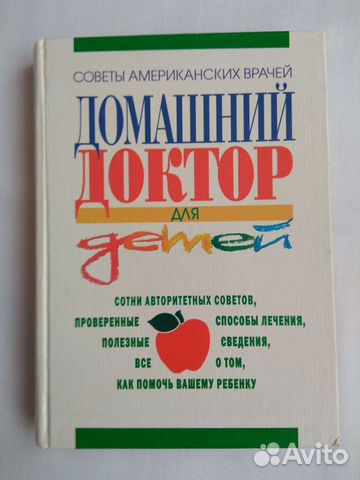 СОВЕТЫ АМЕРИКАНСКИХ ВРАЧЕЙ
ДОМАШНИЙ
ДОКТОР
ДЛЯ
детей
СОТНИ АВТОРИТЕТНЫХ СОВЕТОВ,
ПРОВЕРЕННЫЕ СПОСОБЫ ЛЕЧЕНИЯ,
ПОЛЕЗНЫЕ СВЕДЕНИЯ,
ВСЕ О ТОМ,
КАК ПОМОЧЬ ВАШЕМУ РЕБЕНКУ
Avito